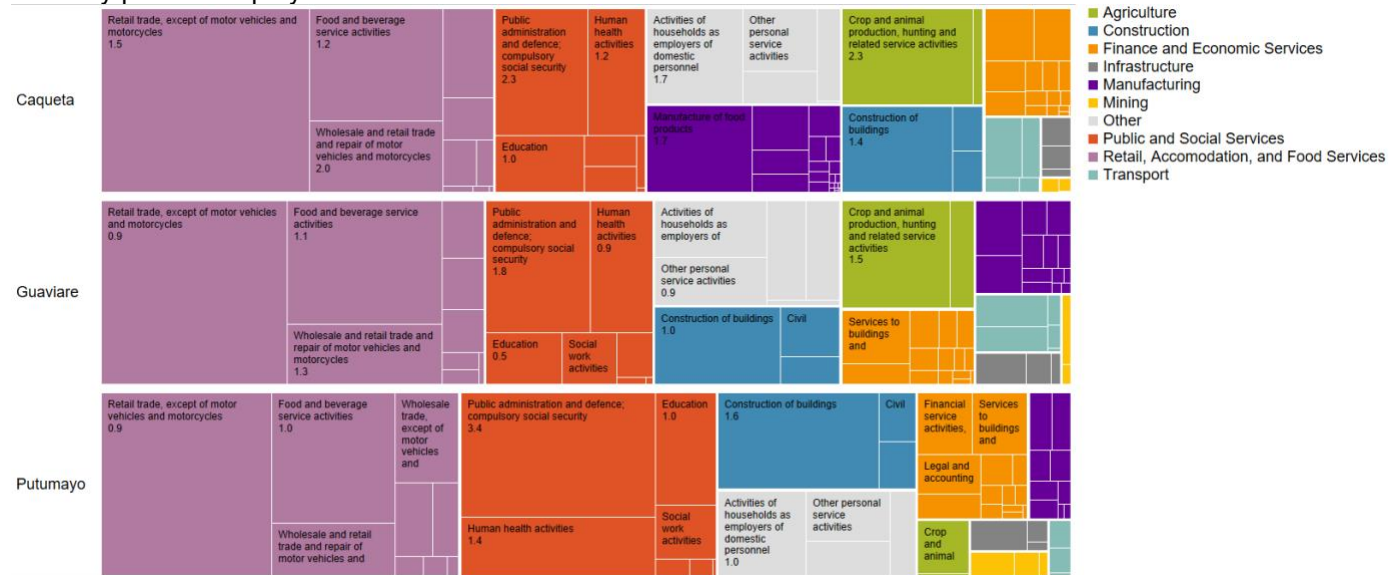 Caqueta
Retail trade, except of motor vehicles and
motorcycles
1.5
Food and beverage
service activities
1.2
Wholesale and retail trade
and repair of motor
vehicles and motorcycles
2.0
Public
administration
and defence;
compulsory
social security
2.3
Human
health
activities
1.2
Education
1.0
Activities of
households as
employers of
domestic
personnel
1.7
Other
personal
service
activities
Manufacture of food
products
1.7
Crop and animal
production, hunting and
related service activities
2.3
Construction of
buildings
1.4
Guaviare
Retail trade, except of motor vehicles
and motorcycles
0.9
Food and beverage service
activities
1.1
Wholesale and retail trade and
repair of motor vehicles and
motorcycles
1.3
Public
administration and
defence;
compulsory social
security
1.8
Human
health
activities
0.9
Education
0.5
Social
work
activities
Activities of
households as
employers of
Other personal
service activities
0.9
Construction of buildings
1.0
Civil
Crop and animal
production, hunting
and related service
activities
1.5
Services to
buildings
and
Putumayo
Retail trade, except of motor
vehicles and motorcycles
0.9
Food and beverage
service activities
1.0
Wholesale and retail
trade and repair of
motor vehicles and
Wholesale
trade,
except of
motor
vehicles
and
Public administration and defence;
compulsory social security
3.4
Human health activities
1.4
Education
1.0
Social
work
activities
Construction of buildings
1.6
Civil
Activities of
households as
employers of
domestic
personnel
1.0
Other personal
service
activities
Financial
service
activities,
Services
to
buildings
and
Legal and
accounting
Crop
and
animal
Agriculture
Construction
Finance and Economic Services
Infrastructure
Manufacturing
Mining
Other
Public and Social Services
Retail, Accomodation, and Food Services
Transport